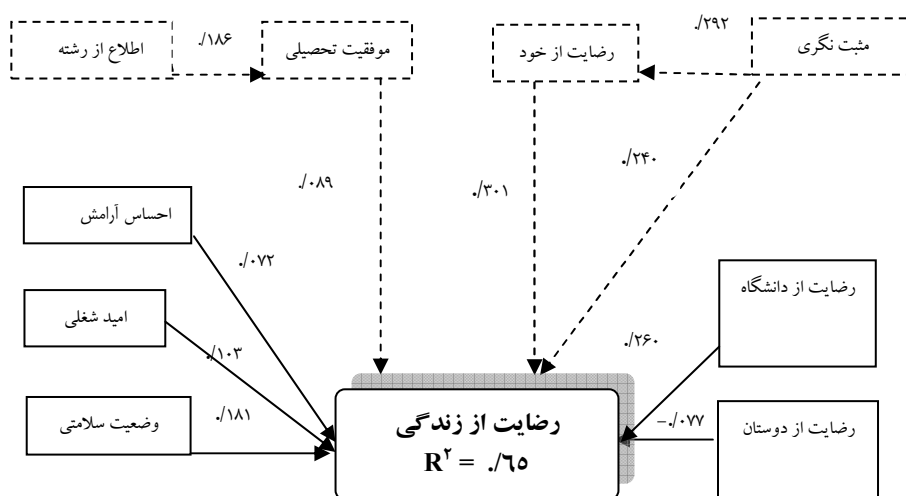 ./۲۹۲
مثبت نگری
رضایت از خود
موفقیت تحصیلی
./۱۸۶
اطلاع از رشته
./۲۴۰
./۳۰۱
./۰۸۹
احساس آرامش
./۰۷۲
رضایت از دانشگاه
امید شغلی
./۲۶۰
./۱۰۳
وضعیت سلامتی
./۱۸۱
رضایت از زندگی
R۲ = ./٦٥
-./۰۷۷
رضایت از دوستان